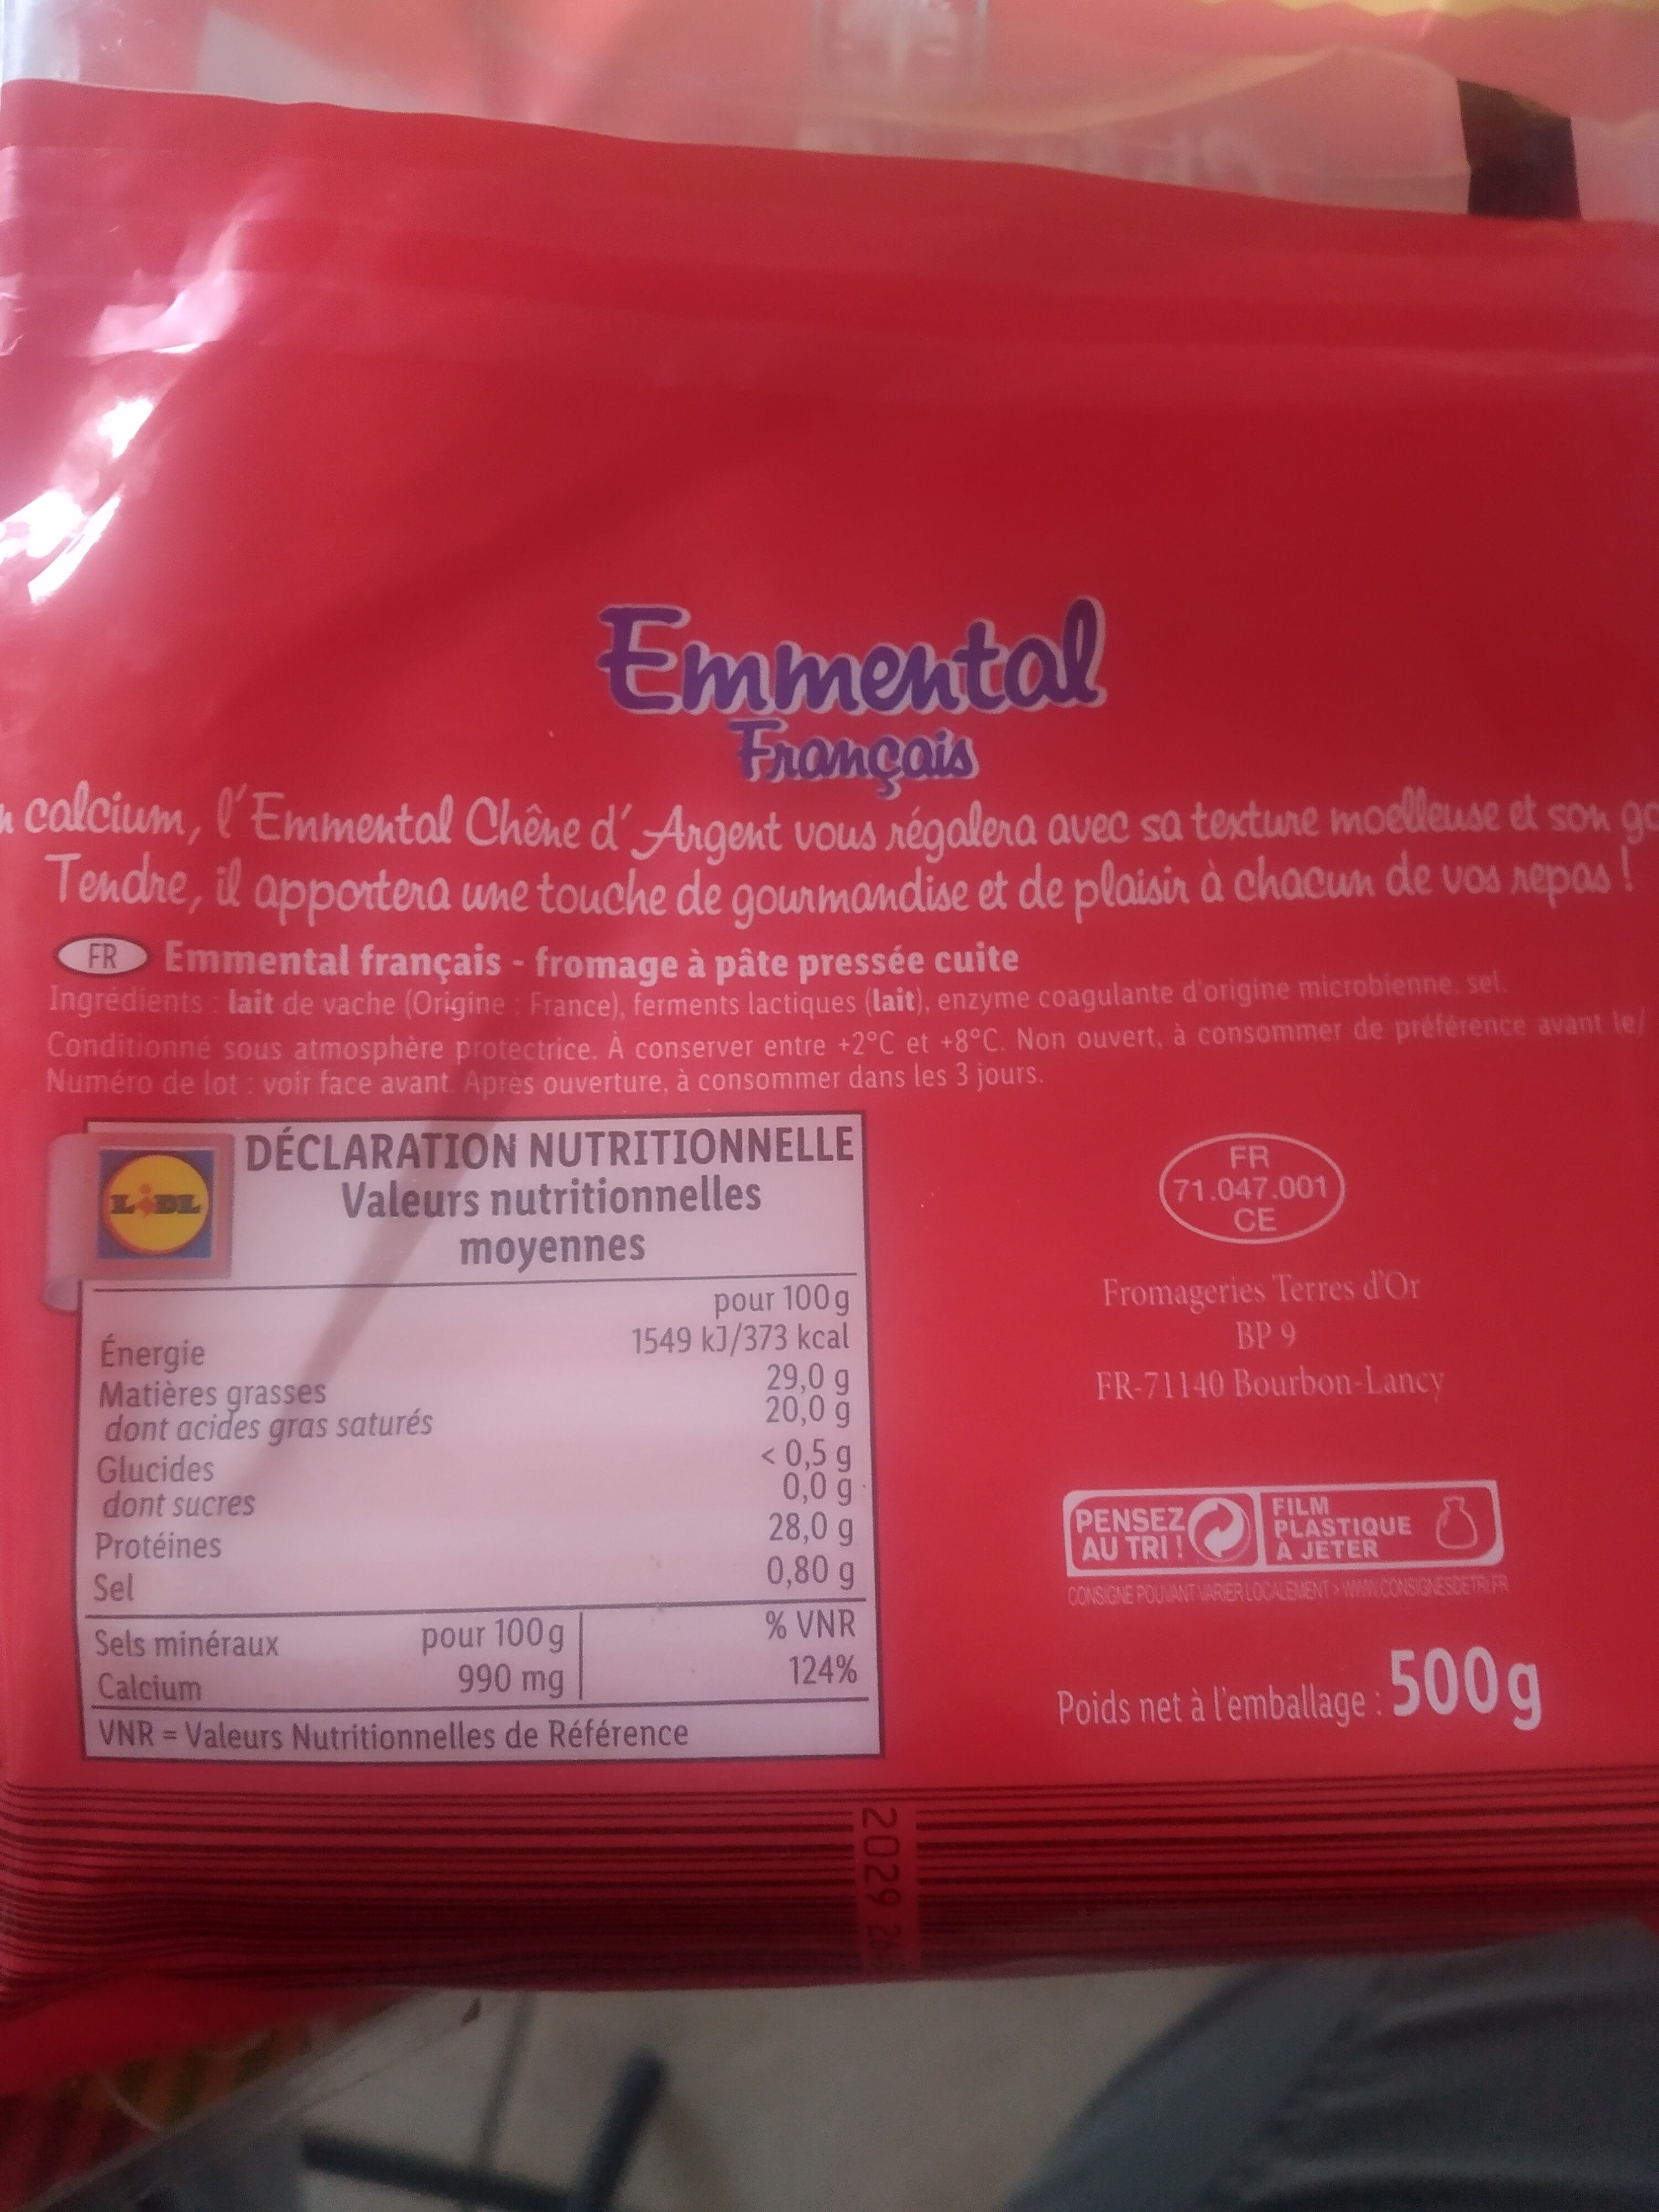 Emmental
Français
calcium, l'Emmental Chêne d'Argent vous régalera avec sa texture moelleuse et son
Tendre, il apportera une touche de gourmandise et de plaisir à chacun de vos repas !
FR Emmental français - fromage à pâte pressée cuite
Ingrédients : lait de vache (Origine : France), ferments lactiques (lait), enzyme coagulante d'origine microbienne, sel.
Conditionné sous atmosphère protectrice. À conserver entre +2°C et +8°C. Non ouvert, à consommer de préférence avant le/
Numéro de lot : voir face avant. Après ouverture, à consommer dans les 3 jours.
LIDL
DÉCLARATION NUTRITIONNELLE
Valeurs nutritionnelles
moyennes
pour 100 g
Énergie 1549 kJ/373 kcal
Matières grasses 29,0 g
dont acides gras saturés 20,0 g
Glucides < 0,5 g
dont sucres 0,0 g
Protéines 28,0 g
Sel 0,80 g
Sels minéraux pour 100 g % VNR
Calcium 990 mg 124%
VNR = Valeurs Nutritionnelles de Référence
FR
71.047.001
CE
Fromageries Terres d'Or
BP 9
FR-71140 Bourbon-Lancy
PENSEZ
AU TRI !
FILM
PLASTIQUE
À JETER
CONSIGNE POUVANT VARIER LOCALEMENT > WWW.CONSIGNESDETRI.FR
Poids net à l'emballage : 500 g
2029